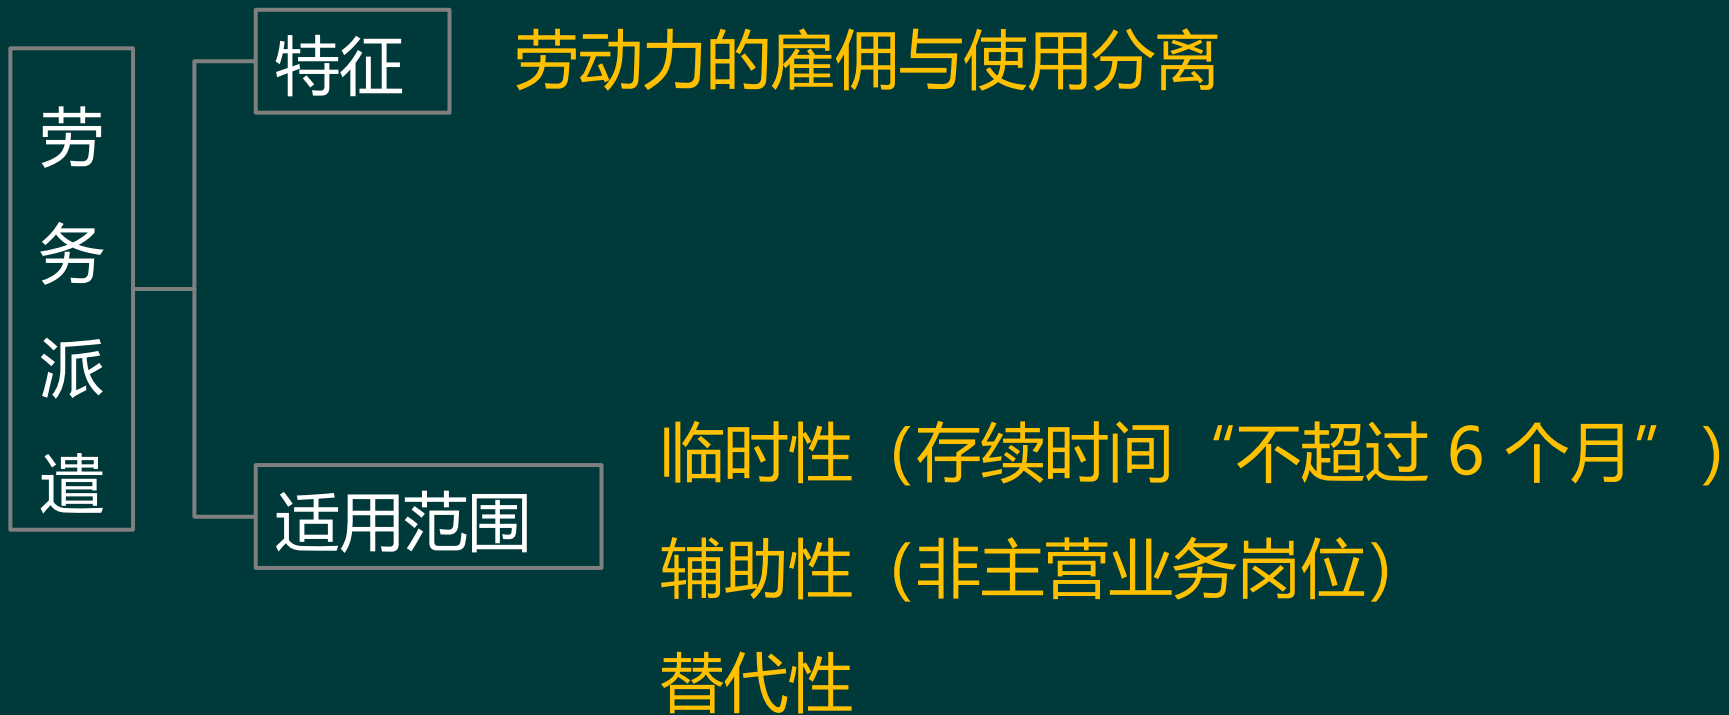 劳务派遣
特征
劳动力的雇佣与使用分离
适用范围
临时性（存续时间“不超过 6 个月”）
辅助性（非主营业务岗位）
替代性